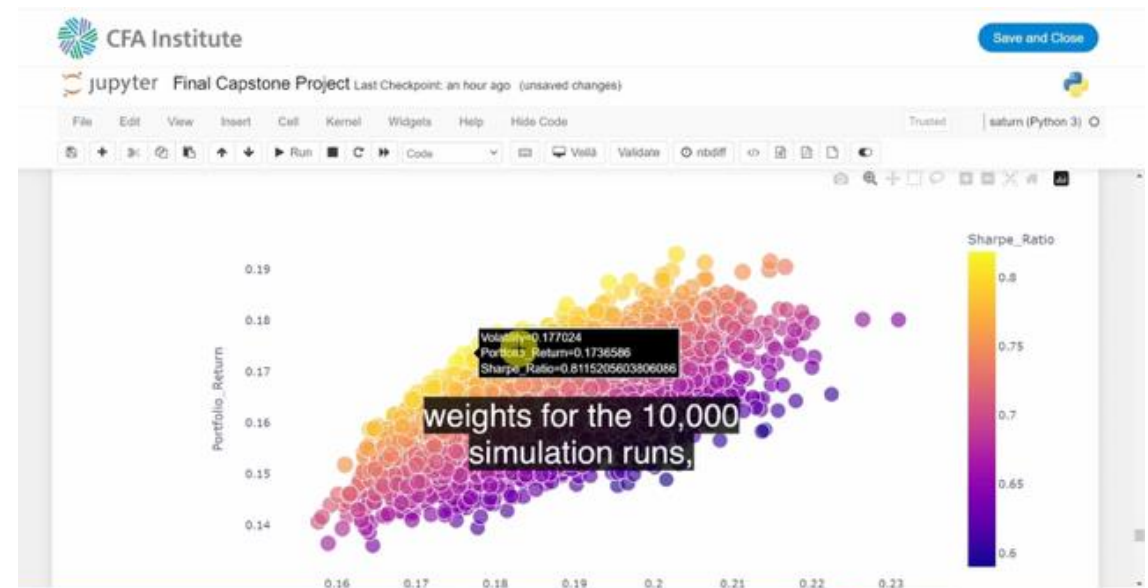 CFA Institute
Save and Close
jupyter Final Capstone Project Last Checkpoint: an hour ago (unsaved changes)
File Edit View Insert Cell Kernel Widgets Help Hide Code Trusted saturn (Python 3)
Run Code Voilà Validate nbdiff
Sharpe_Ratio
0.19
0.18
0.17
0.16
0.15
0.14
Portfolio_Return
Volatility=0.177024
Portfolio_Return=0.1736586
Sharpe_Ratio=0.8115205603806086
weights for the 10,000
simulation runs,
0.8
0.75
0.7
0.65
0.6
0.16 0.17 0.18 0.19 0.2 0.21 0.22 0.23